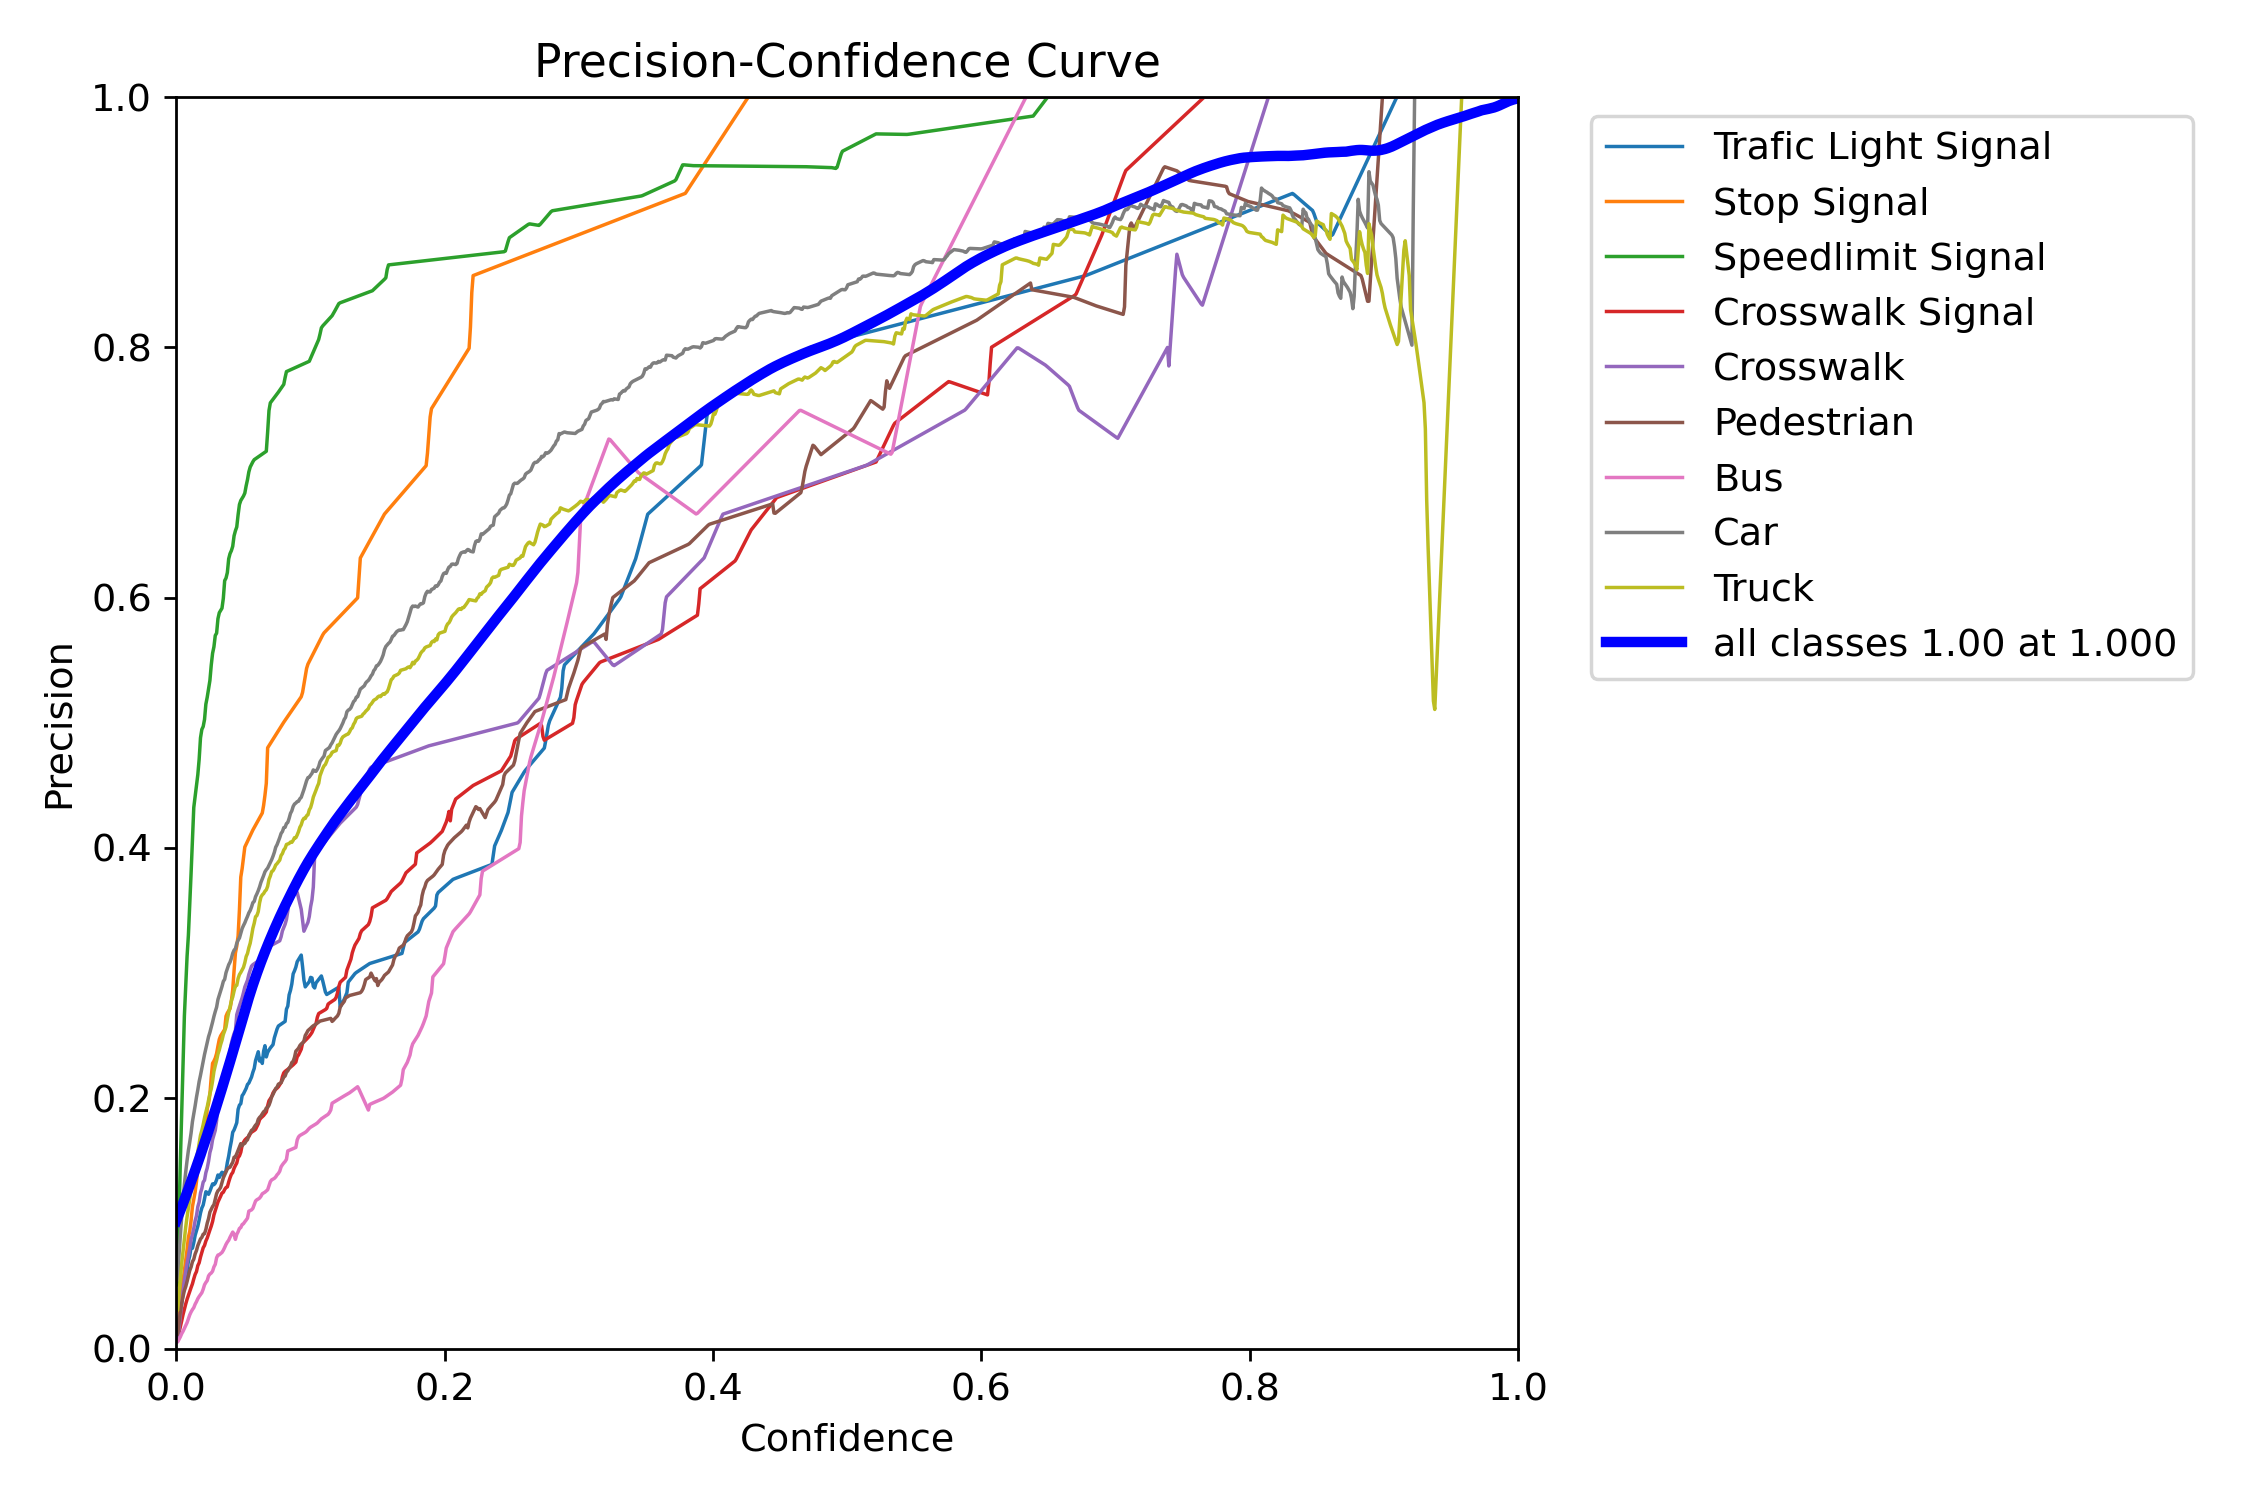 Precision-Confidence Curve
1.0
0.8
0.6
0.4
0.2
0.0
Precision
0.0 0.2 0.4 0.6 0.8 1.0
Confidence
Trafic Light Signal
Stop Signal
Speedlimit Signal
Crosswalk Signal
Crosswalk
Pedestrian
Bus
Car
Truck
all classes 1.00 at 1.000